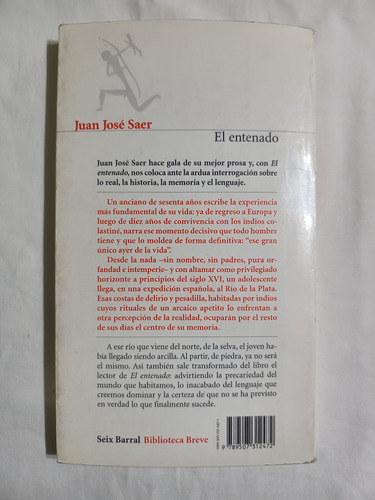 Juan José Saer
El entenado
Juan José Saer hace gala de su mejor prosa y, con El
entenado, nos coloca ante la ardua interrogación sobre
lo real, la historia, la memoria y el lenguaje.
Un anciano de sesenta años escribe la experiencia
más fundamental de su vida: ya de regreso a Europa y
luego de diez años de convivencia con los indios co-
lastiné, narra ese momento decisivo que todo hombre
tiene y que lo moldea de forma definitiva: “ese gran
único ayer de la vida”.
Desde la nada –sin nombre, sin padres, pura or-
fandad e intemperie– y con altamar como privilegiado
horizonte a principios del siglo XVI, un adolescente
llega, en una expedición española, al Río de la Plata.
Esas costas de delirio y pesadilla, habitadas por indios
cuyos rituales de un arcaico apetito lo enfrentan a
otra percepción de la realidad, ocuparán por el resto
de sus días el centro de su memoria.
A ese río que viene del norte, de la selva, el joven ha-
bía llegado siendo arcilla. Al partir, de piedra, ya no será
el mismo. Así también sale transformado del libro el
lector de El entenado: advirtiendo la precariedad del
mundo que habitamos, lo inacabado del lenguaje que
creemos dominar y la certeza de que no se ha previsto
en verdad lo que finalmente sucede.
Seix Barral Biblioteca Breve
9 789507 312472